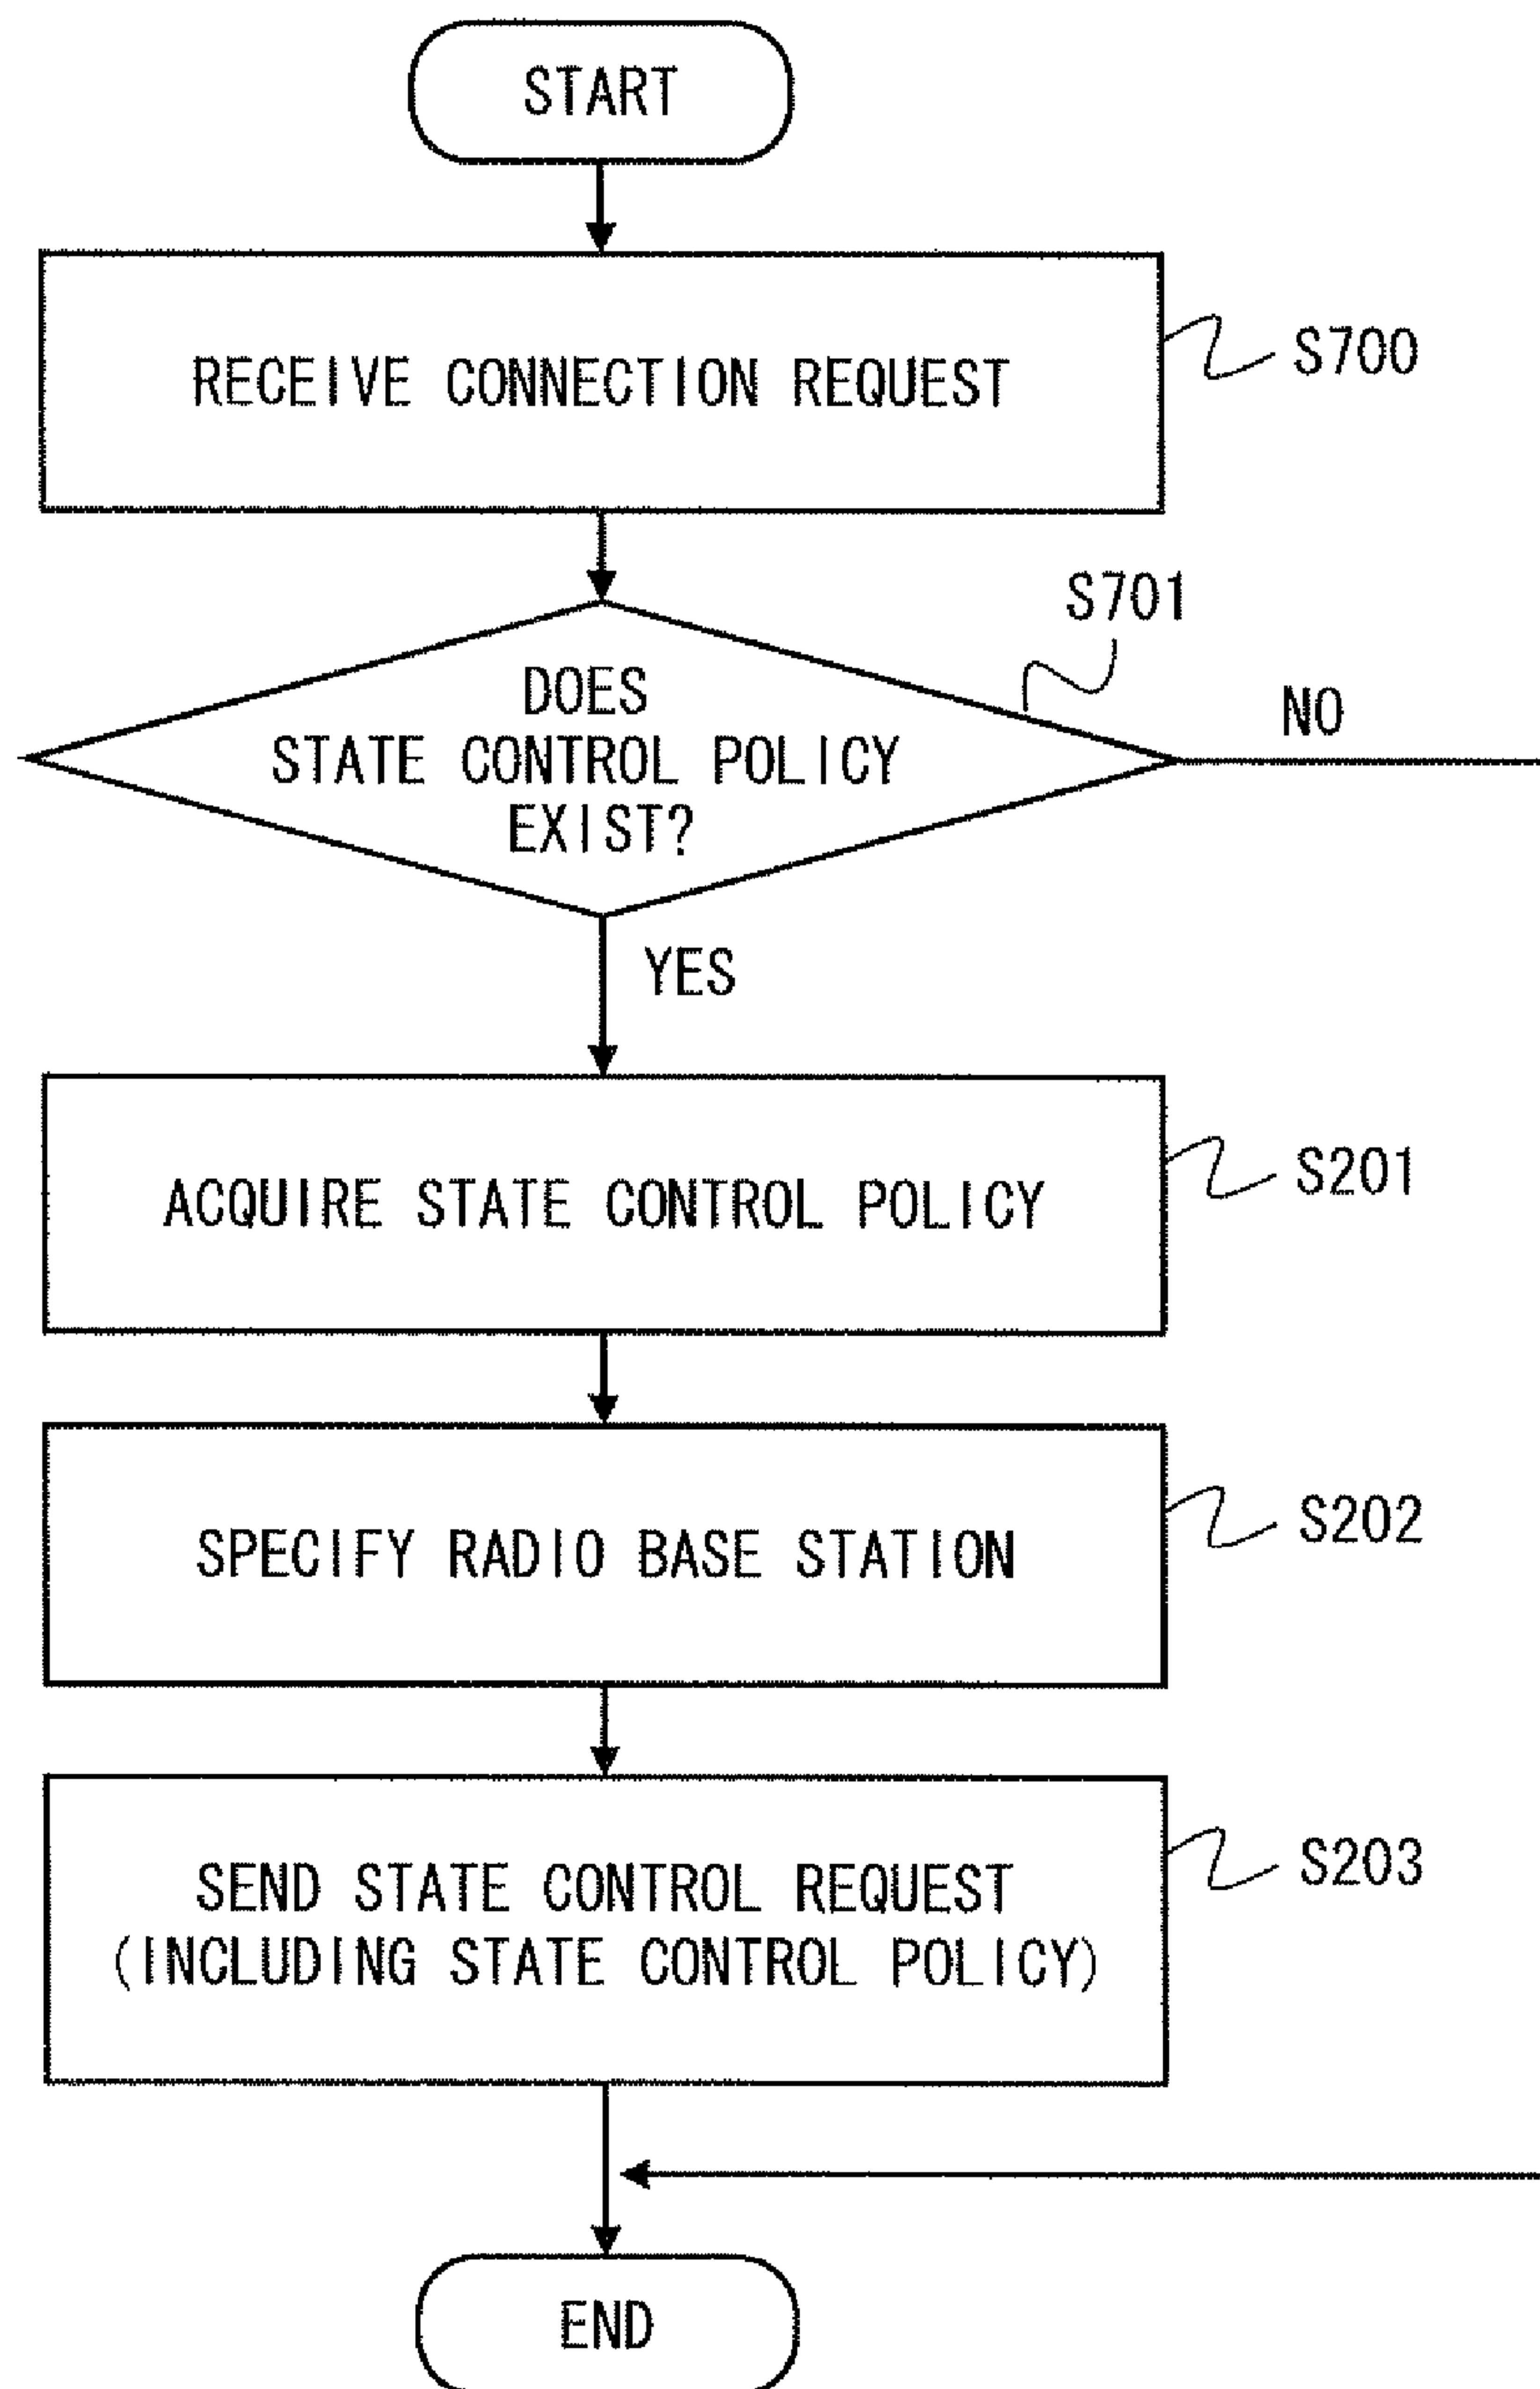 START
RECEIVE CONNECTION REQUEST
S700
S701
DOES
STATE CONTROL POLICY
EXIST?
NO
YES
ACQUIRE STATE CONTROL POLICY
S201
SPECIFY RADIO BASE STATION
S202
SEND STATE CONTROL REQUEST
(INCLUDING STATE CONTROL POLICY)
S203
END